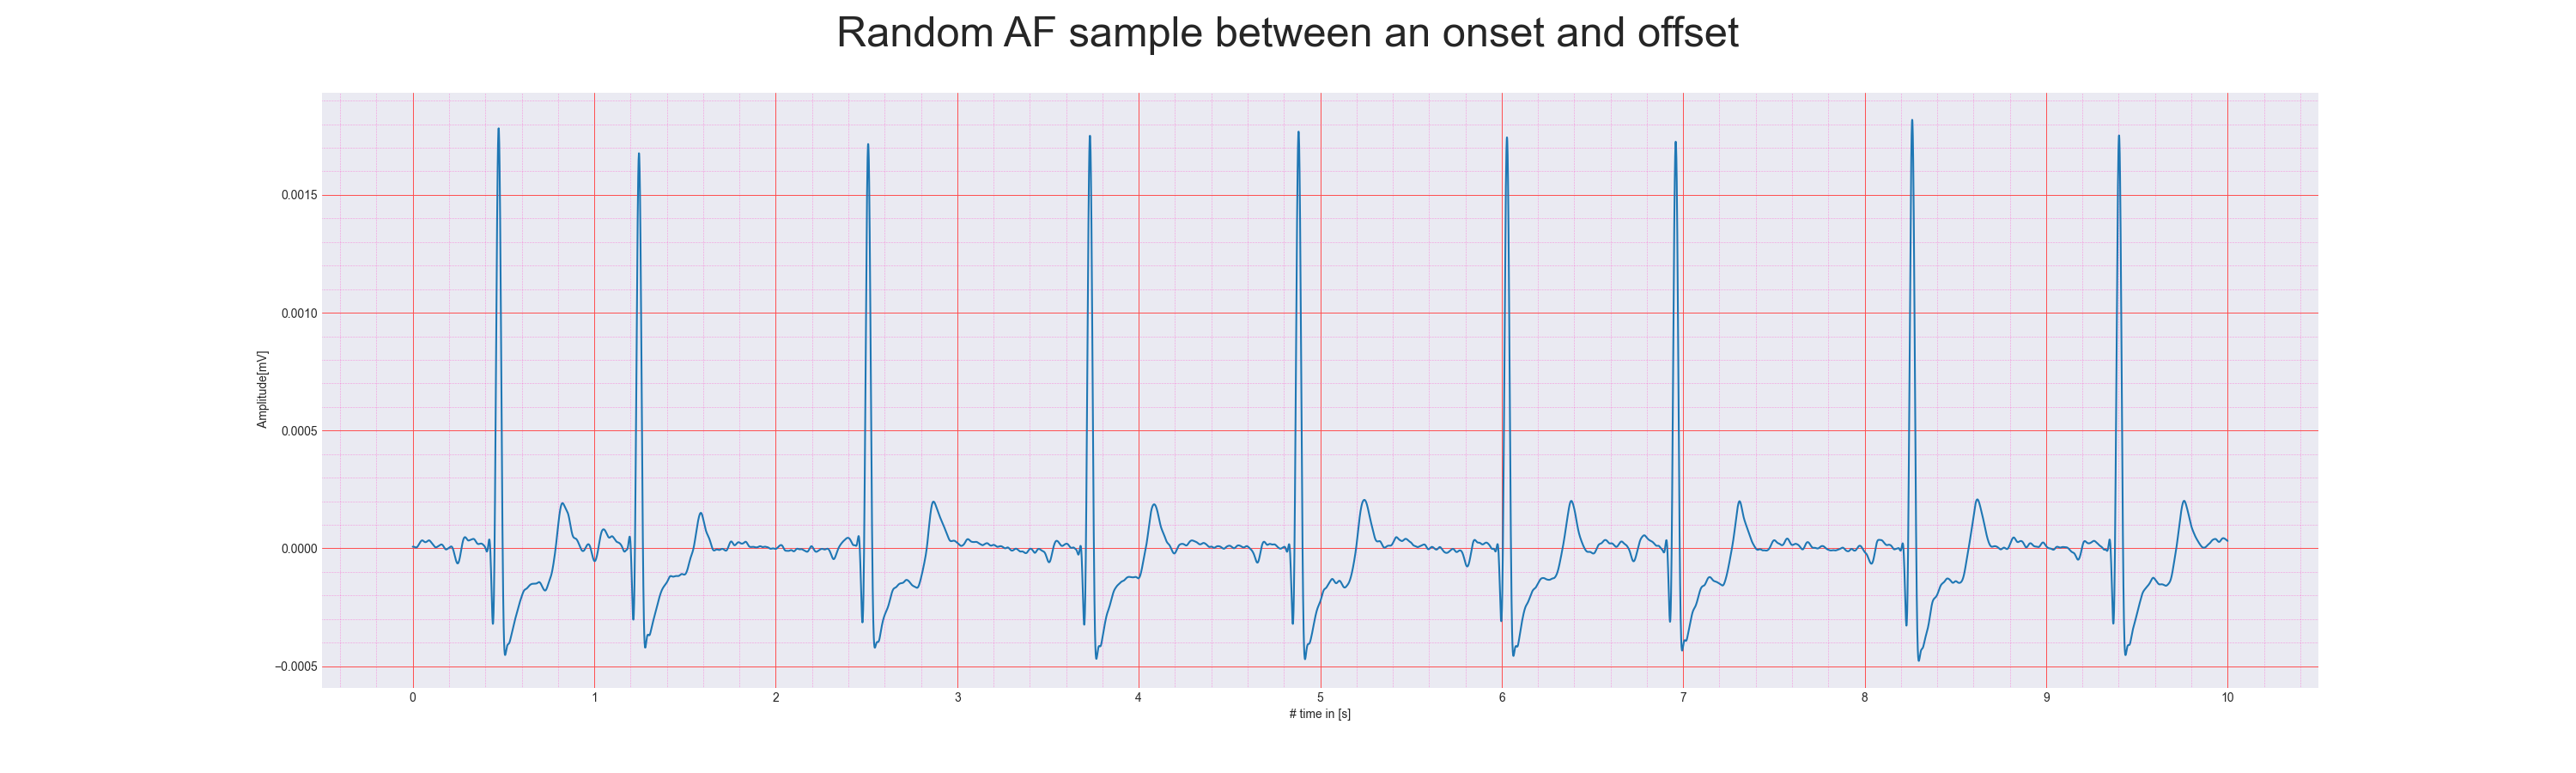 Random AF sample between an onset and offset
0.0015
0.0010
0.0005
0.0000
−0.0005
Amplitude[mV]
0 1 2 3 4 5 6 7 8 9 10
# time in [s]